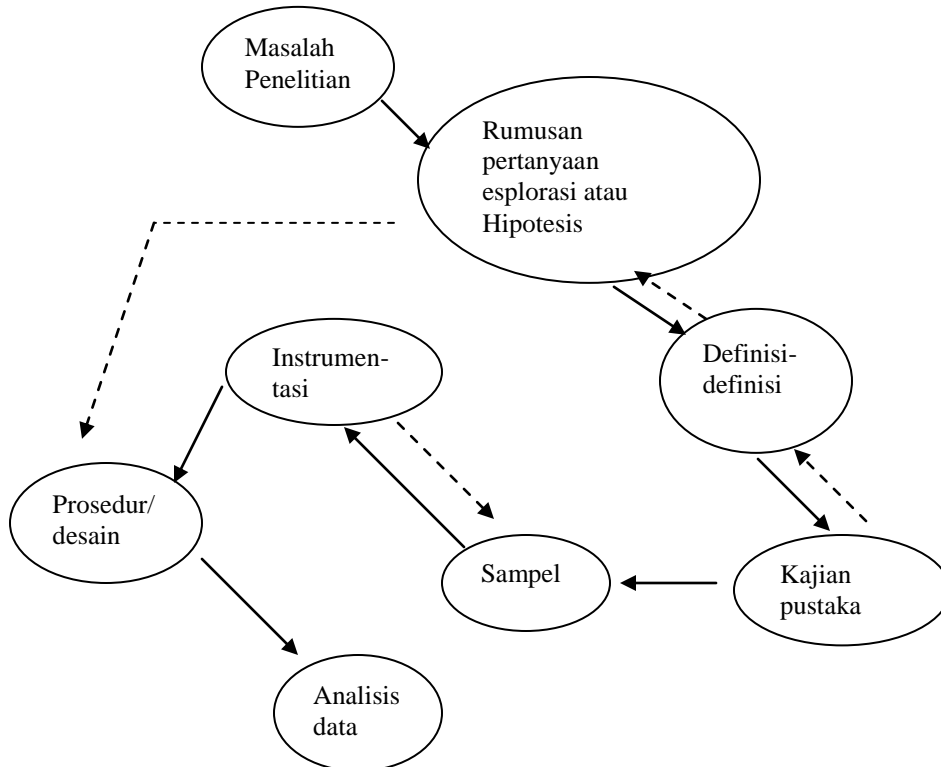 Masalah
Penelitian
Rumusan
pertanyaan
esplorasi atau
Hipotesis
Definisi-
definisi
Kajian
pustaka
Sampel
Instrumen-
tasi
Prosedur/
desain
Analisis
data